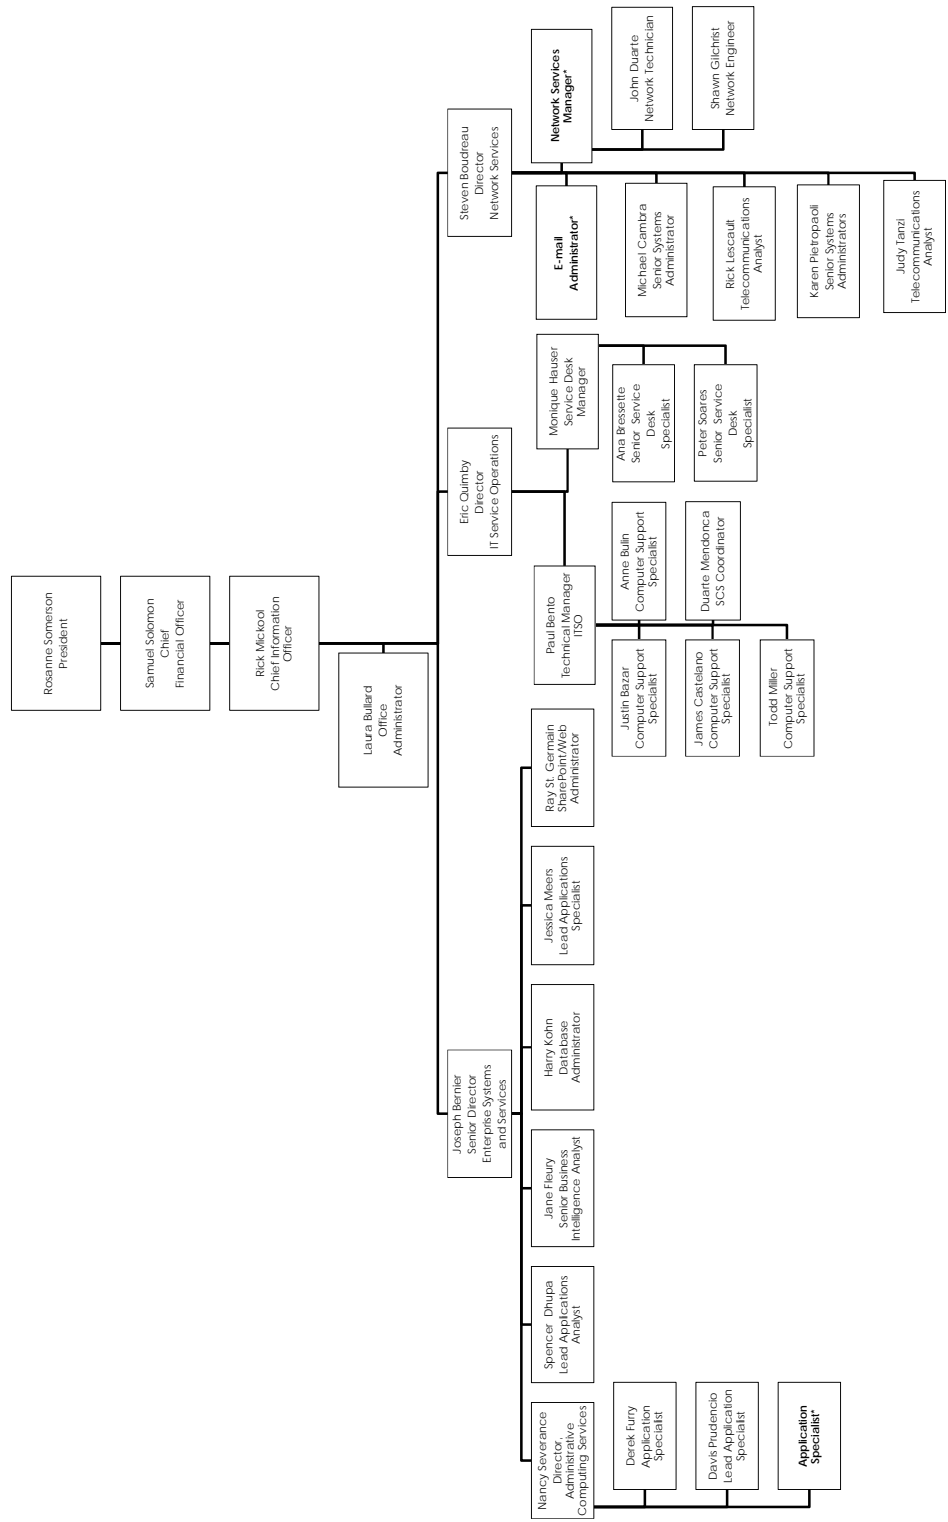 Rosanne Somerson
President
Samuel Solomon
Chief
Financial Officer
Rick Mickool
Chief Information
Officer
Laura Bullard
Office
Administrator
Joseph Bernier
Senior Director
Enterprise Systems
and Services
Eric Quimby
Director
IT Service Operations
Steven Boudreau
Director
Network Services
Nancy Severance
Director,
Administrative
Computing Services
Spencer Dhupa
Lead Applications
Analyst
Jane Fleury
Senior Business
Intelligence Analyst
Harry Kohn
Database
Administrator
Jessica Meers
Lead Applications
Specialist
Ray St. Germain
SharePoint/Web
Administrator
Paul Bento
Technical Manager
ITSO
Monique Hauser
Service Desk
Manager
E-mail
Administrator*
Network Services
Manager*
Derek Furry
Application
Specialist
Davis Prudencio
Lead Application
Specialist
Application
Specialist*
Justin Bazar
Computer Support
Specialist
Anne Bulin
Computer Support
Specialist
James Castelano
Computer Support
Specialist
Duarte Mendonca
SCS Coordinator
Todd Miller
Computer Support
Specialist
Ana Bressette
Senior Service
Desk
Specialist
Peter Soares
Senior Service
Desk
Specialist
Michael Cambra
Senior Systems
Administrator
Rick Lescault
Telecommunications
Analyst
Karen Pietropaoli
Senior Systems
Administrators
Judy Tanzi
Telecommunications
Analyst
John Duarte
Network Technician
Shawn Gilchrist
Network Engineer